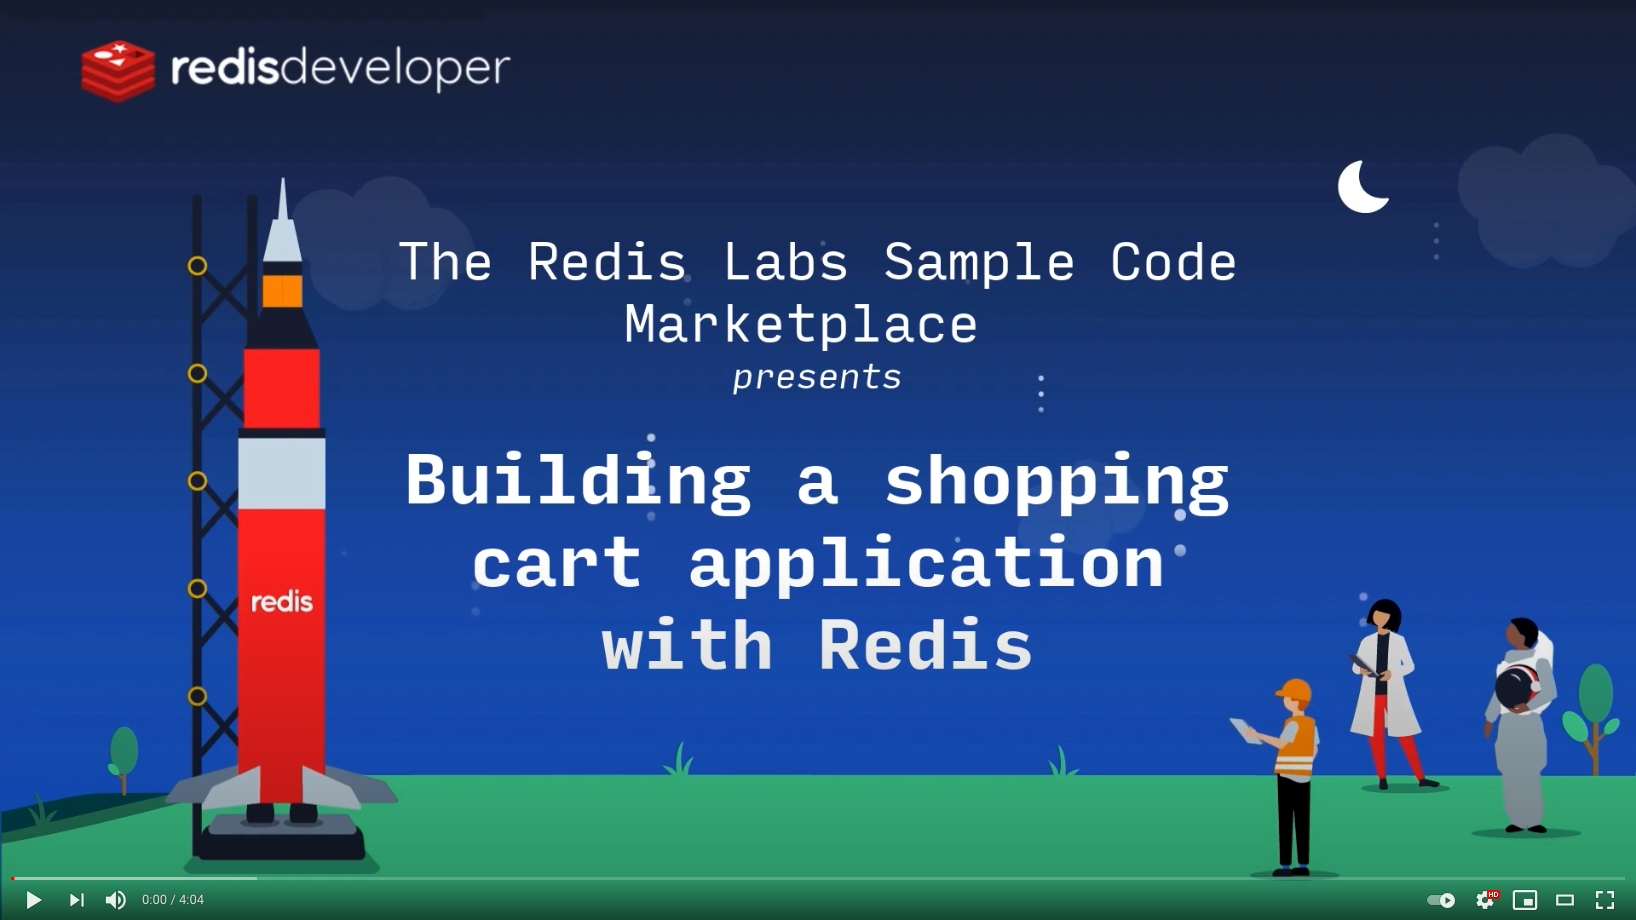 redisdeveloper
The Redis Labs Sample Code
Marketplace
presents
Building a shopping
cart application
with Redis
redis
0:00 / 4:04
HD